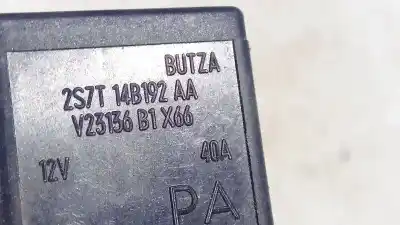 BUTZA
2S7T 14B192 AA
V23136 B1 X66
12V 40A
PA